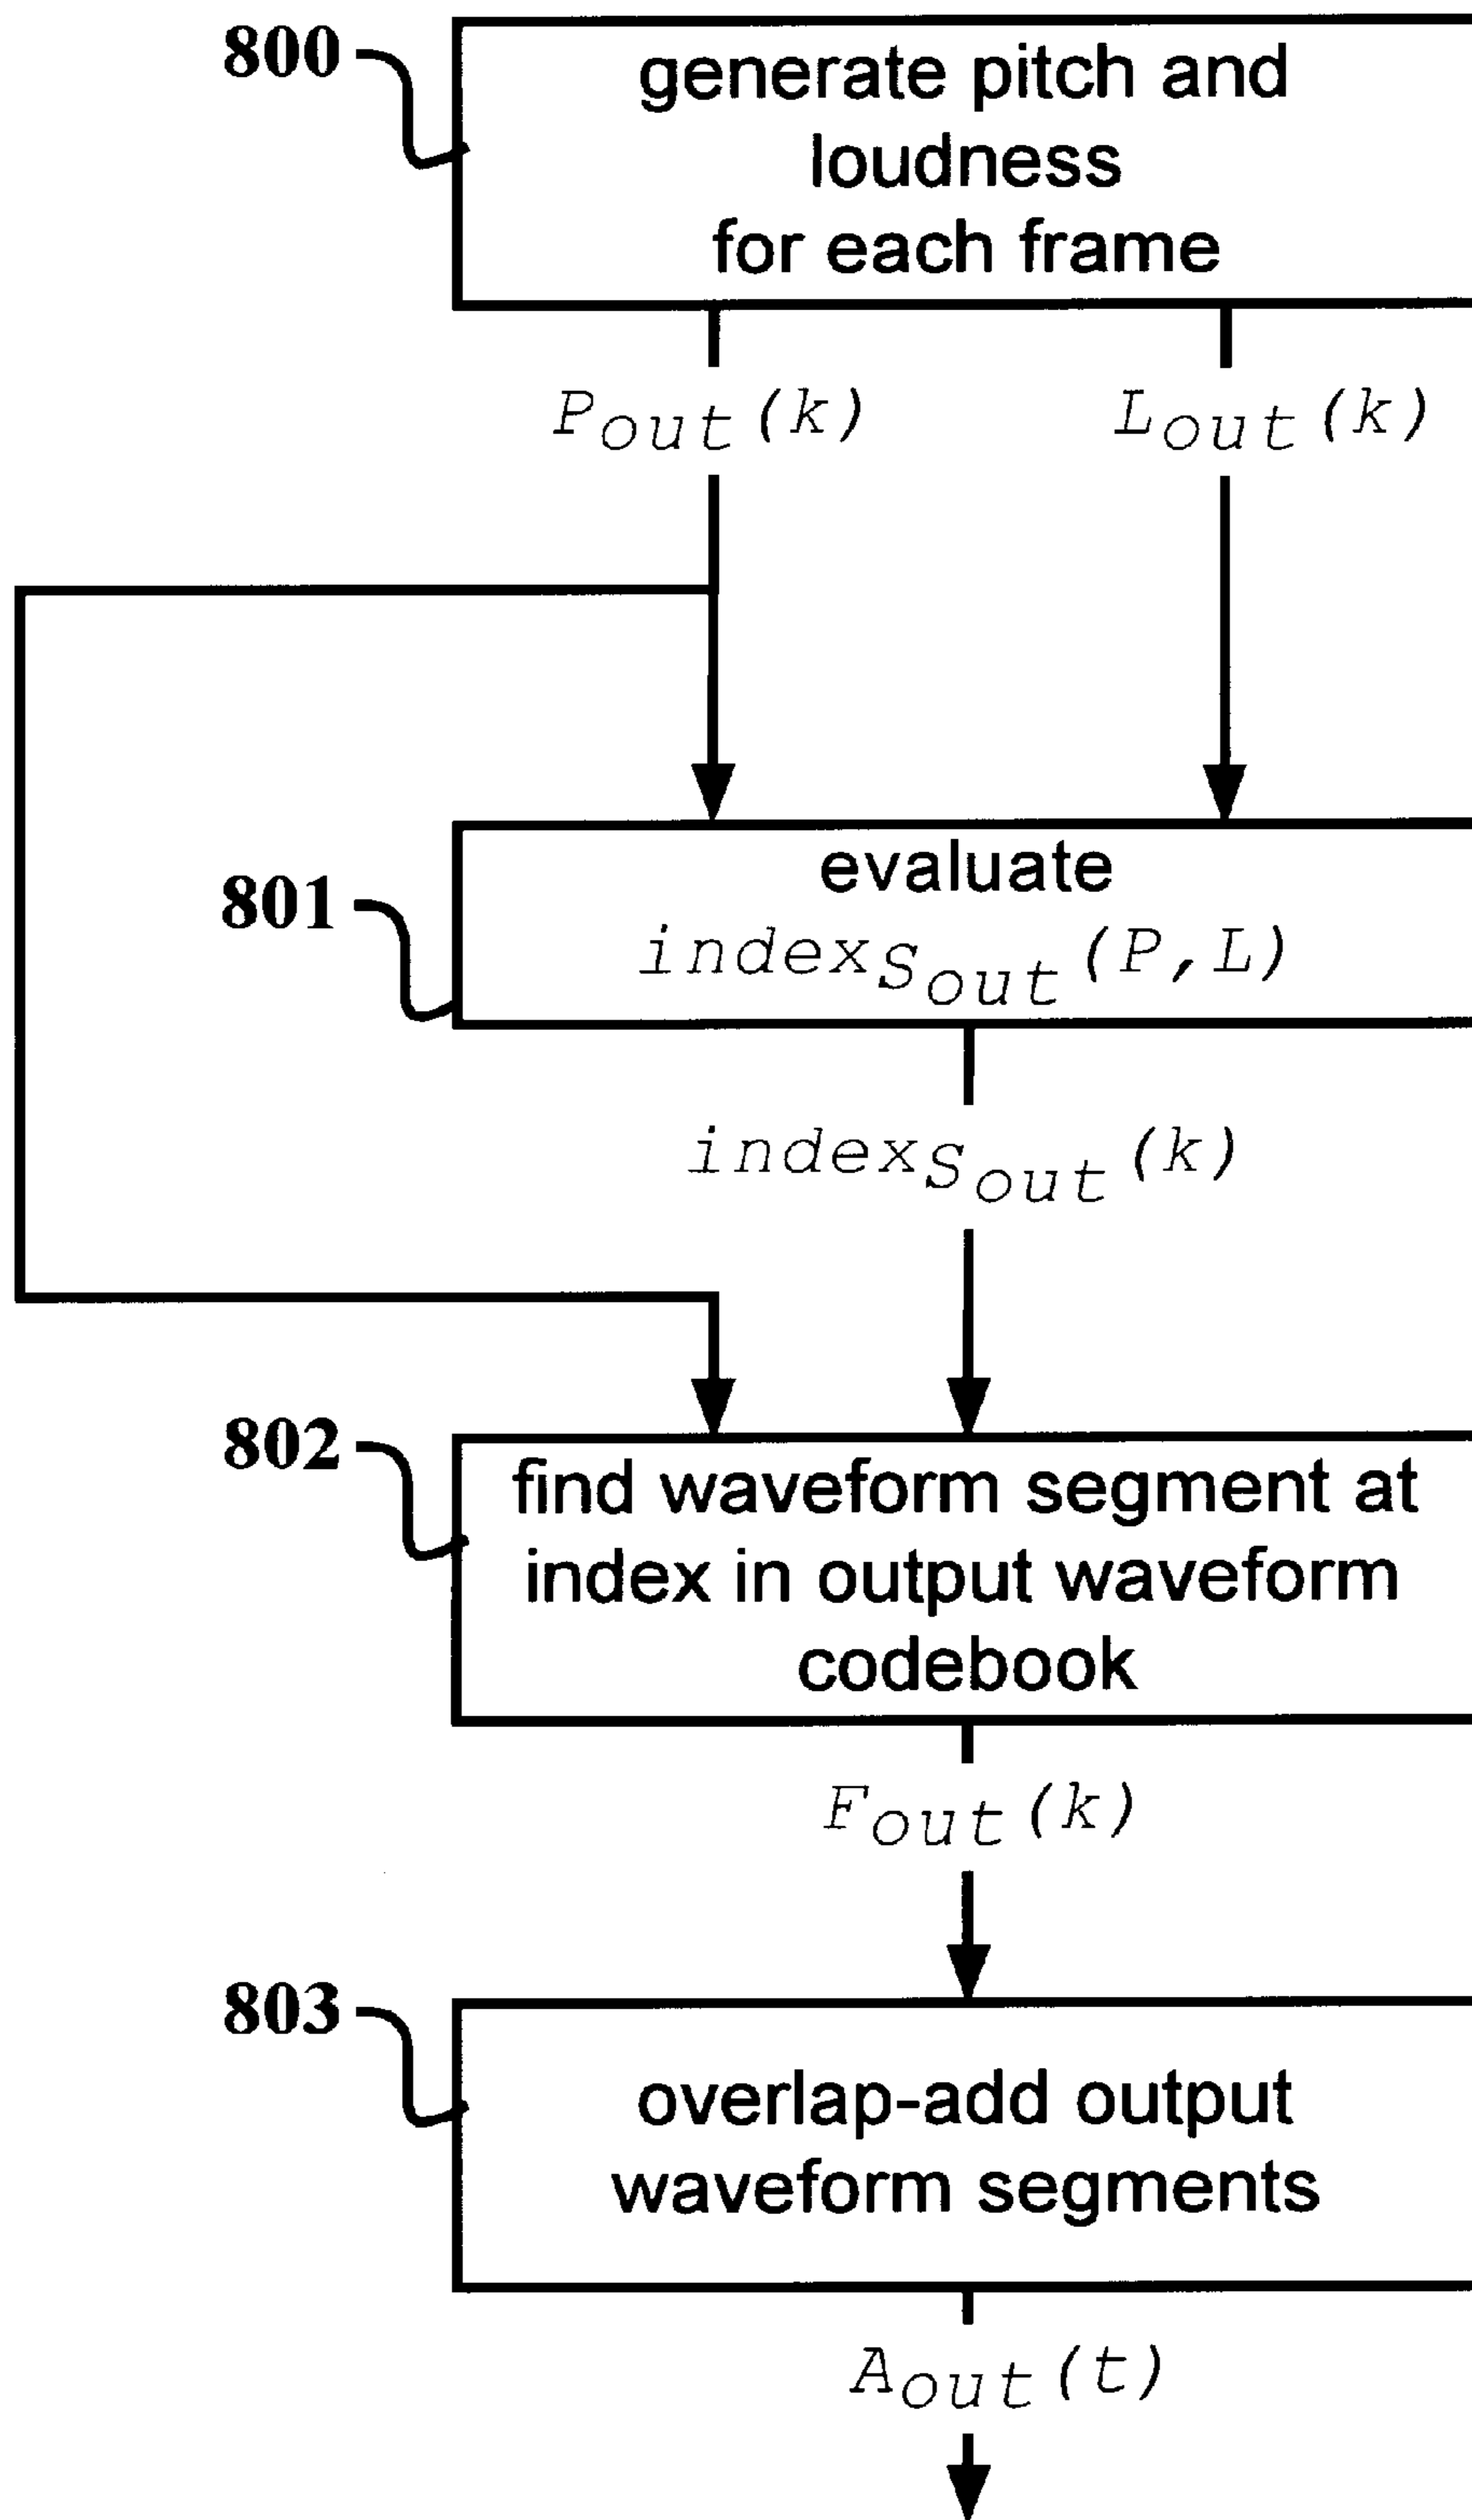 800
generate pitch and
loudness
for each frame
Pout(k) Lout(k)
801
evaluate
indexSout(P,L)
indexSout(k)
802
find waveform segment at
index in output waveform
codebook
Fout(k)
803
overlap-add output
waveform segments
Aout(t)